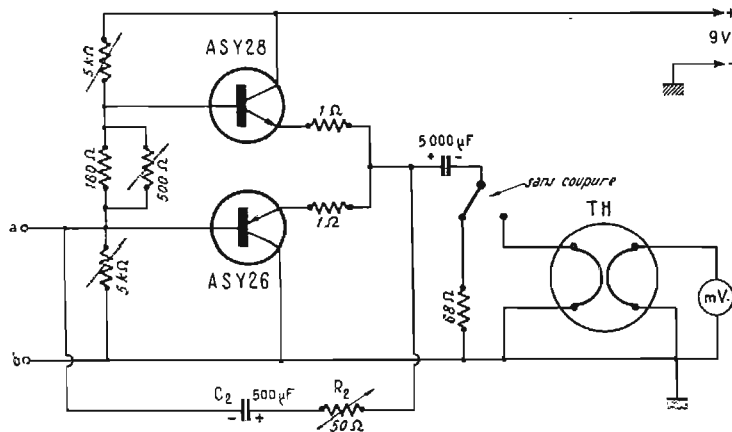 +
9V
-
5kΩ
ASY28
1Ω
5000µF
+ -
sans coupure
180Ω
500Ω
TH
a
1Ω
ASY26
5kΩ
68Ω
mV.
b
C2 500µF R2
- +
50Ω